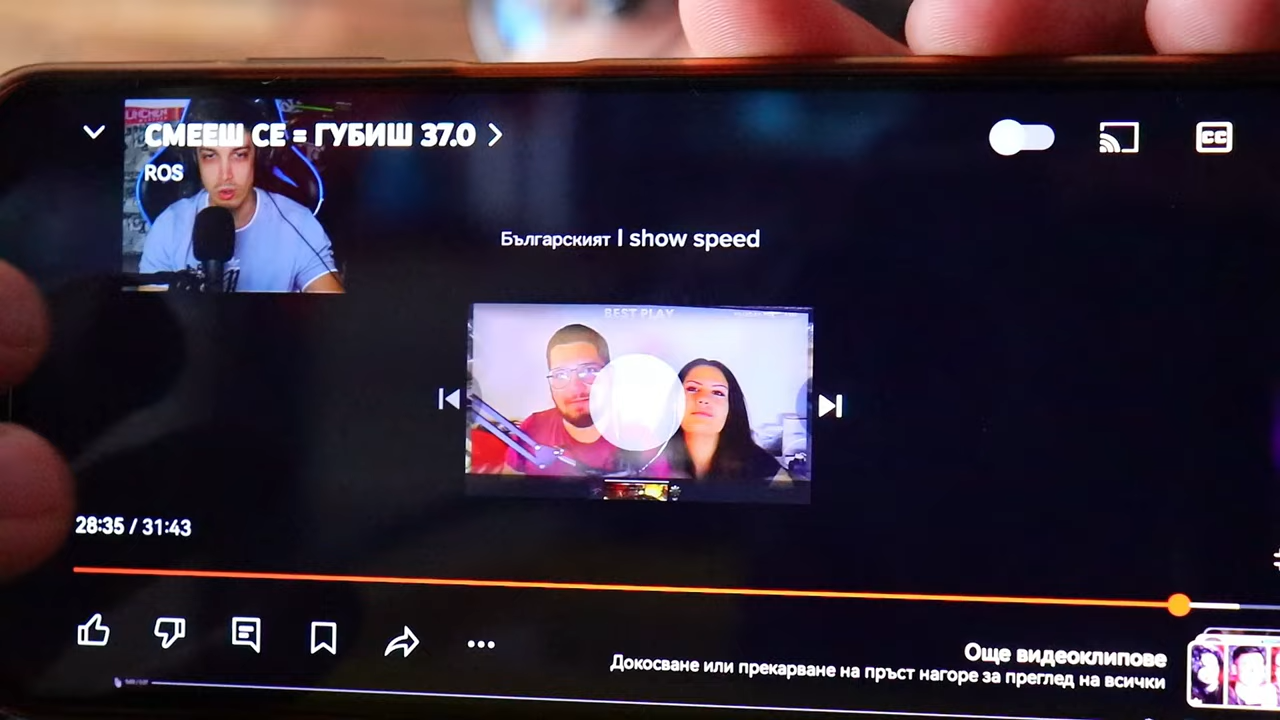 СМЕЕШ СЕ = ГУБИШ 37.0
ROS
CC
Българският I show speed
BEST PLAY
28:35 / 31:43
Още видеоклипове
Докосване или прекарване на пръст нагоре за преглед на всички